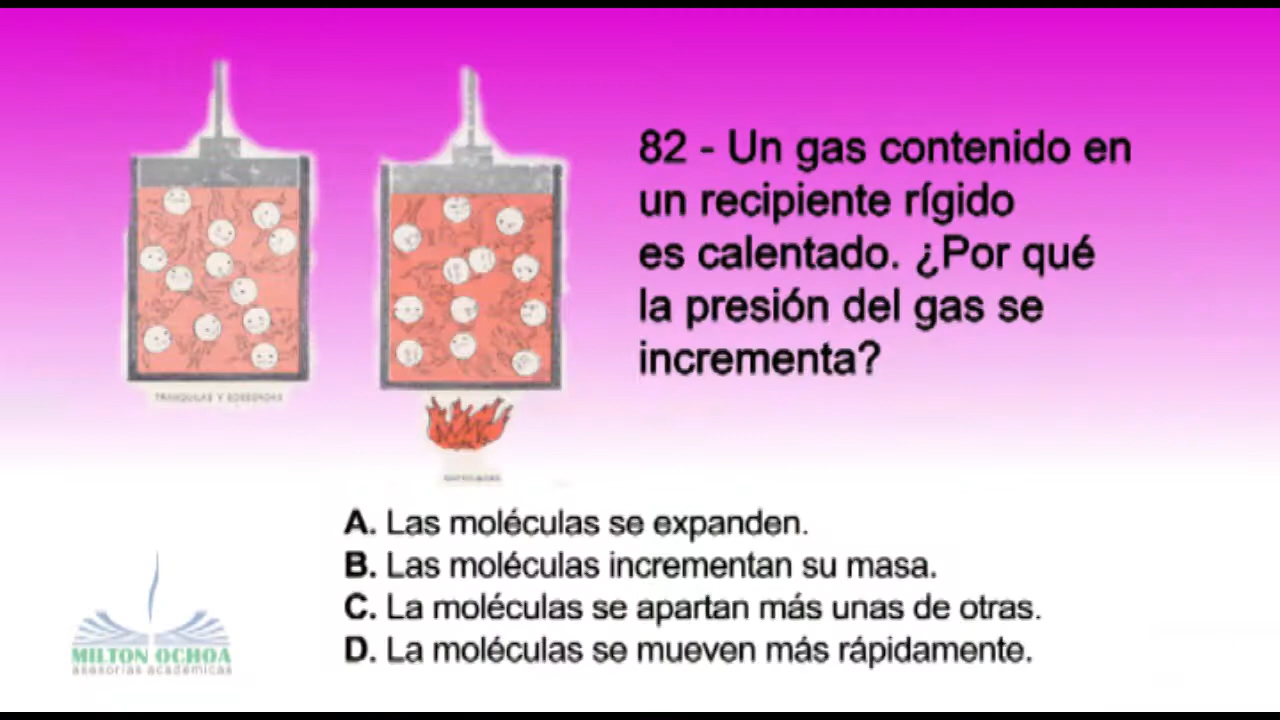 82 - Un gas contenido en
un recipiente rígido
es calentado. ¿Por qué
la presión del gas se
incrementa?
TRANQUILAS Y SOSEGADAS
A. Las moléculas se expanden.
B. Las moléculas incrementan su masa.
C. La moléculas se apartan más unas de otras.
D. La moléculas se mueven más rápidamente.
MILTON OCHOA
asesorías académicas